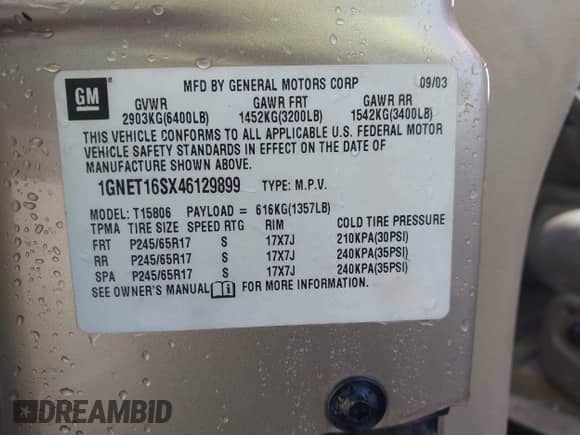 GM
MFD BY GENERAL MOTORS CORP 09/03
GVWR GAWR FRT GAWR RR
2903KG(6400LB) 1452KG(3200LB) 1542KG(3400LB)
THIS VEHICLE CONFORMS TO ALL APPLICABLE U.S. FEDERAL MOTOR
VEHICLE SAFETY STANDARDS IN EFFECT ON THE DATE OF
MANUFACTURE SHOWN ABOVE.
1GNET16SX46129899 TYPE: M.P.V.
MODEL: T15806 PAYLOAD = 616KG(1357LB)
TPMA TIRE SIZE SPEED RTG RIM COLD TIRE PRESSURE
FRT P245/65R17 S 17X7J 210KPA(30PSI)
RR P245/65R17 S 17X7J 240KPA(35PSI)
SPA P245/65R17 S 17X7J 240KPA(35PSI)
SEE OWNER'S MANUAL FOR MORE INFORMATION.
DREAMBID